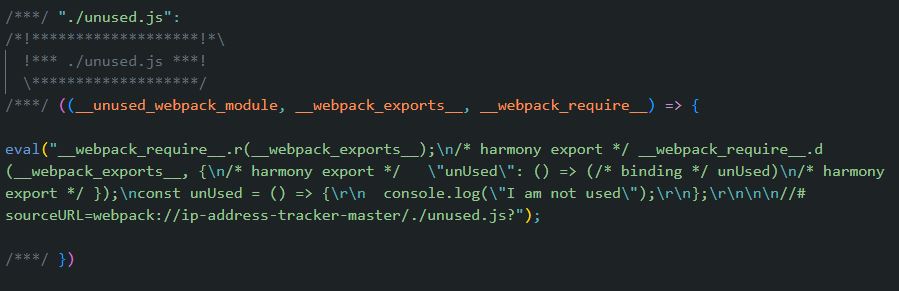 /***/ "./unused.js":
/*!*******************!*\
  !*** ./unused.js ***!
  \*******************/
/***/ ((__unused_webpack_module, __webpack_exports__, __webpack_require__) => {
eval("__webpack_require__.r(__webpack_exports__);\n/* harmony export */ __webpack_require__.d
(__webpack_exports__, {\n/* harmony export */   \"unUsed\": () => (/* binding */ unUsed)\n/* harmony
export */ });\nconst unUsed = () => {\r\n  console.log(\"I am not used\");\r\n};\r\n\n\n//#
sourceURL=webpack://ip-address-tracker-master/./unused.js?");
/***/ })